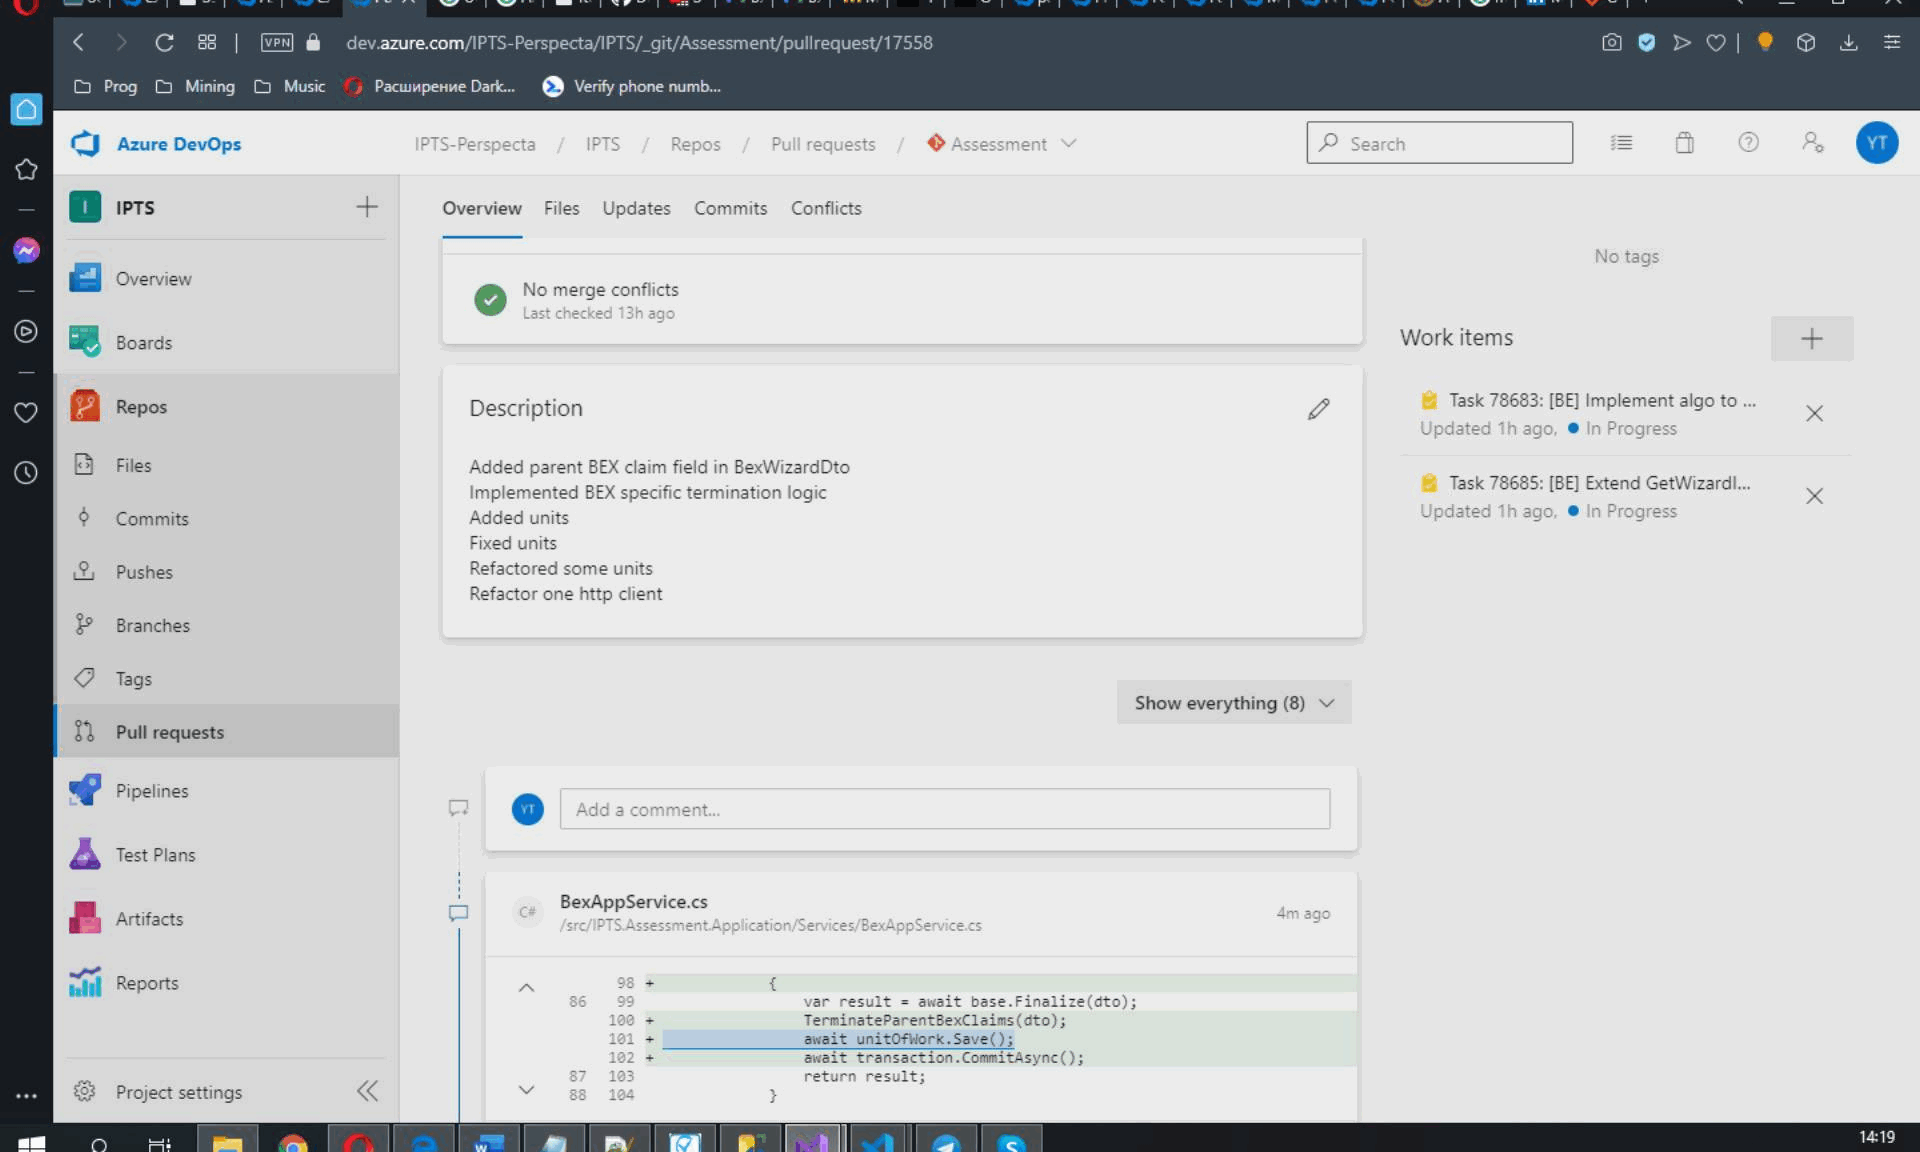 VPN
dev.azure.com/IPTS-Perspecta/IPTS/_git/Assessment/pullrequest/17558
Prog
Mining
Music
Расширение Dark...
Verify phone numb...
Azure DevOps
IPTS-Perspecta / IPTS / Repos / Pull requests / Assessment
Search
YT
I IPTS
Overview
Boards
Repos
Files
Commits
Pushes
Branches
Tags
Pull requests
Pipelines
Test Plans
Artifacts
Reports
Project settings
Overview Files Updates Commits Conflicts
No merge conflicts
Last checked 13h ago
Description
Added parent BEX claim field in BexWizardDto
Implemented BEX specific termination logic
Added units
Fixed units
Refactored some units
Refactor one http client
Show everything (8)
YT
Add a comment...
C#
BexAppService.cs
/src/IPTS.Assessment.Application/Services/BexAppService.cs
4m ago
98 + {
86 99 var result = await base.Finalize(dto);
100 + TerminateParentBexClaims(dto);
101 + await unitOfWork.Save();
102 + await transaction.CommitAsync();
87 103 return result;
88 104 }
No tags
Work items
Task 78683: [BE] Implement algo to ...
Updated 1h ago, In Progress
Task 78685: [BE] Extend GetWizardI...
Updated 1h ago, In Progress
14:19